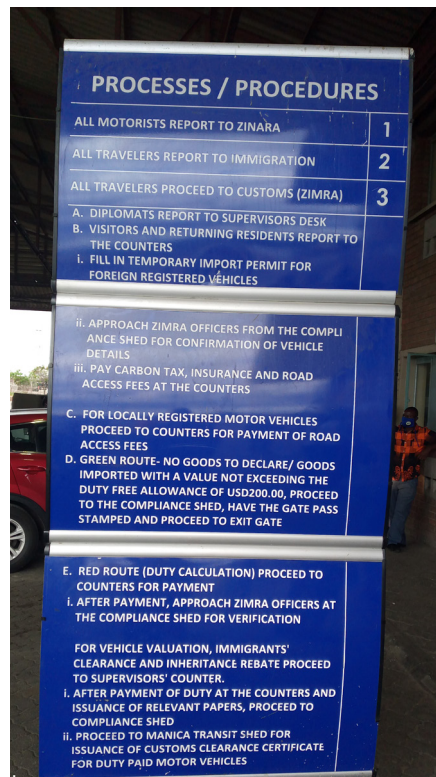 PROCESSES / PROCEDURES
ALL MOTORISTS REPORT TO ZINARA 1
ALL TRAVELERS REPORT TO IMMIGRATION 2
ALL TRAVELERS PROCEED TO CUSTOMS (ZIMRA) 3
A. DIPLOMATS REPORT TO SUPERVISORS DESK
B. VISITORS AND RETURNING RESIDENTS REPORT TO
THE COUNTERS
i. FILL IN TEMPORARY IMPORT PERMIT FOR
FOREIGN REGISTERED VEHICLES
ii. APPROACH ZIMRA OFFICERS FROM THE COMPLI
ANCE SHED FOR CONFIRMATION OF VEHICLE
DETAILS
iii. PAY CARBON TAX, INSURANCE AND ROAD
ACCESS FEES AT THE COUNTERS
C. FOR LOCALLY REGISTERED MOTOR VEHICLES
PROCEED TO COUNTERS FOR PAYMENT OF ROAD
ACCESS FEES
D. GREEN ROUTE- NO GOODS TO DECLARE/ GOODS
IMPORTED WITH A VALUE NOT EXCEEDING THE
DUTY FREE ALLOWANCE OF USD200.00, PROCEED
TO THE COMPLIANCE SHED, HAVE THE GATE PASS
STAMPED AND PROCEED TO EXIT GATE
E. RED ROUTE (DUTY CALCULATION) PROCEED TO
COUNTERS FOR PAYMENT
i. AFTER PAYMENT, APPROACH ZIMRA OFFICERS AT
THE COMPLIANCE SHED FOR VERIFICATION
FOR VEHICLE VALUATION, IMMIGRANTS'
CLEARANCE AND INHERITANCE REBATE PROCEED
TO SUPERVISORS' COUNTER.
i. AFTER PAYMENT OF DUTY AT THE COUNTERS AND
ISSUANCE OF RELEVANT PAPERS, PROCEED TO
COMPLIANCE SHED
ii. PROCEED TO MANICA TRANSIT SHED FOR
ISSUANCE OF CUSTOMS CLEARANCE CERTIFICATE
FOR DUTY PAID MOTOR VEHICLES